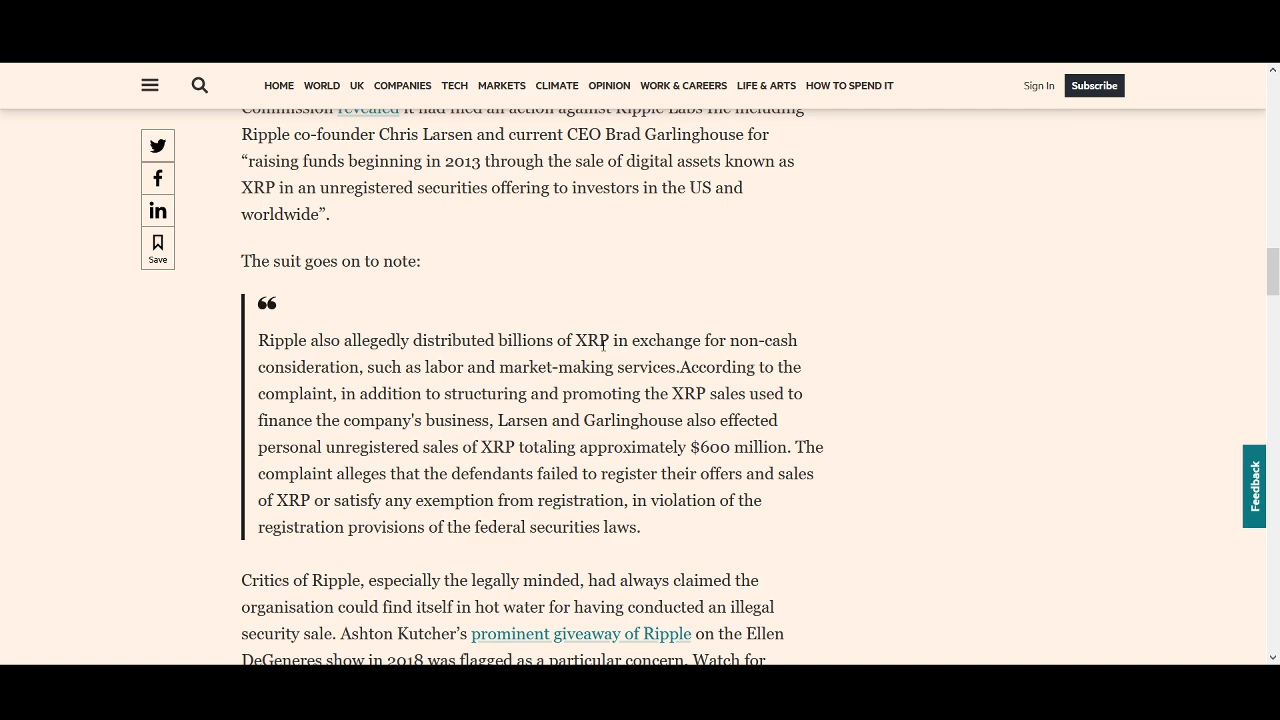 HOME WORLD UK COMPANIES TECH MARKETS CLIMATE OPINION WORK & CAREERS LIFE & ARTS HOW TO SPEND IT Sign In Subscribe
Commission revealed it had filed an action against Ripple Labs Inc including
Ripple co-founder Chris Larsen and current CEO Brad Garlinghouse for
“raising funds beginning in 2013 through the sale of digital assets known as
XRP in an unregistered securities offering to investors in the US and
worldwide”.
Save
The suit goes on to note:
“
Ripple also allegedly distributed billions of XRP in exchange for non-cash
consideration, such as labor and market-making services.According to the
complaint, in addition to structuring and promoting the XRP sales used to
finance the company's business, Larsen and Garlinghouse also effected
personal unregistered sales of XRP totaling approximately $600 million. The
complaint alleges that the defendants failed to register their offers and sales
of XRP or satisfy any exemption from registration, in violation of the
registration provisions of the federal securities laws.
Feedback
Critics of Ripple, especially the legally minded, had always claimed the
organisation could find itself in hot water for having conducted an illegal
security sale. Ashton Kutcher’s prominent giveaway of Ripple on the Ellen
DeGeneres show in 2018 was flagged as a particular concern. Watch for